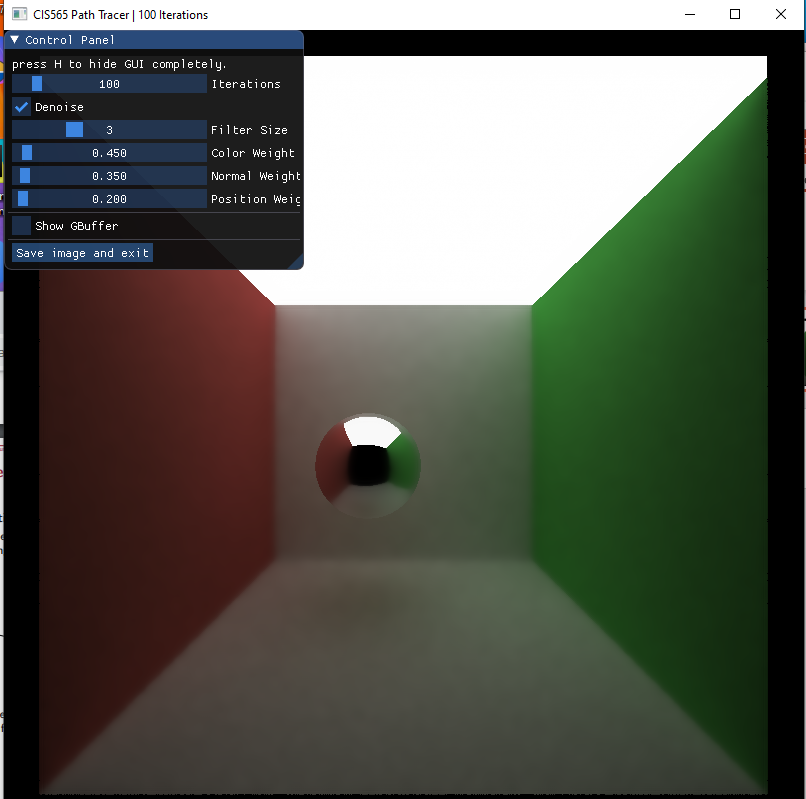 CIS565 Path Tracer | 100 Iterations
Control Panel
press H to hide GUI completely.
100 Iterations
Denoise
3 Filter Size
0.450 Color Weight
0.350 Normal Weight
0.200 Position Weig
Show GBuffer
Save image and exit